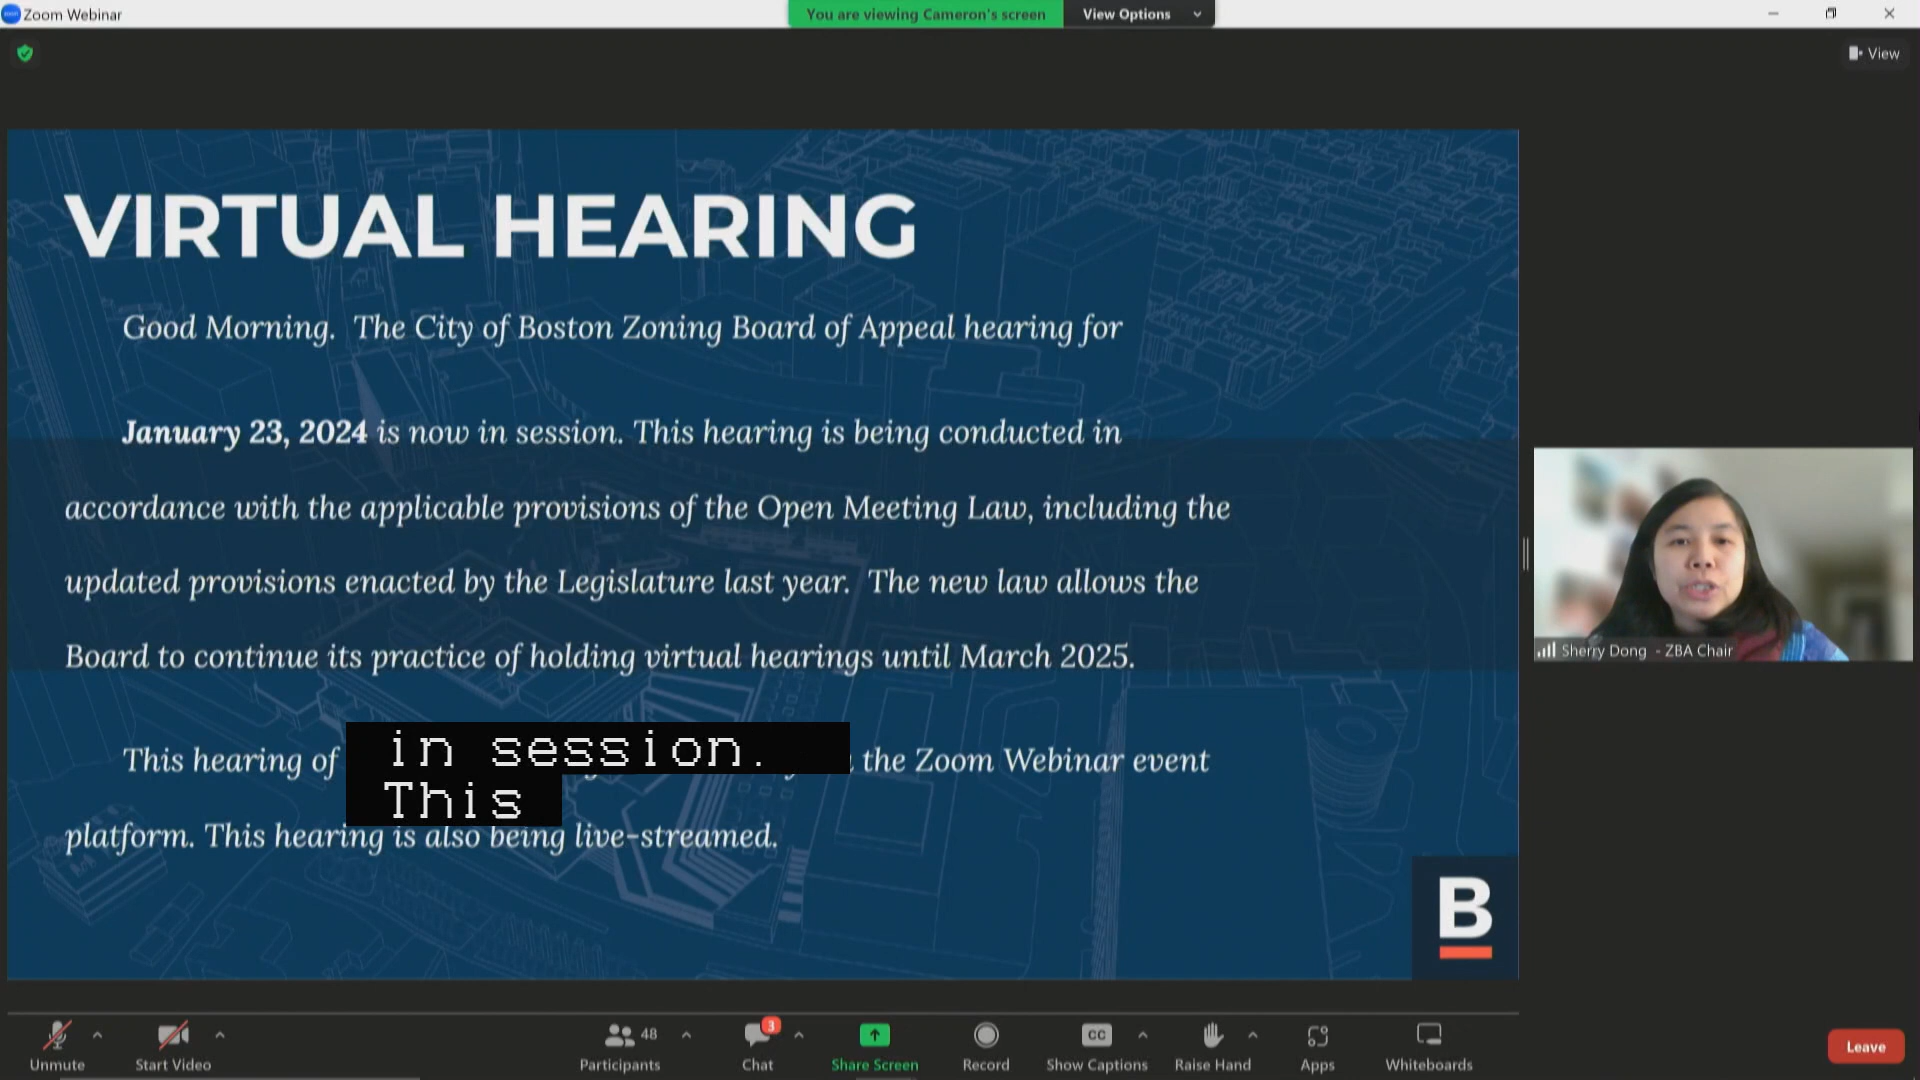 Zoom Webinar
You are viewing Cameron's screen
View Options
View
VIRTUAL HEARING
Good Morning. The City of Boston Zoning Board of Appeal hearing for
January 23, 2024 is now in session. This hearing is being conducted in
accordance with the applicable provisions of the Open Meeting Law, including the
updated provisions enacted by the Legislature last year. The new law allows the
Board to continue its practice of holding virtual hearings until March 2025.
This hearing of
the Zoom Webinar event
in session.
This
platform. This hearing is also being live-streamed.
B
Sherry Dong - ZBA Chair
Unmute
Start Video
48
Participants
3
Chat
Share Screen
Record
CC
Show Captions
Raise Hand
Apps
Whiteboards
Leave